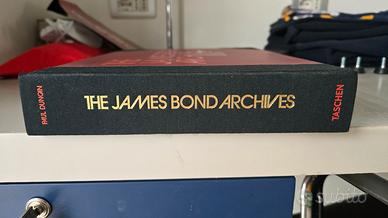 PAUL DUNCAN
THE JAMES BOND ARCHIVES
TASCHEN
subito